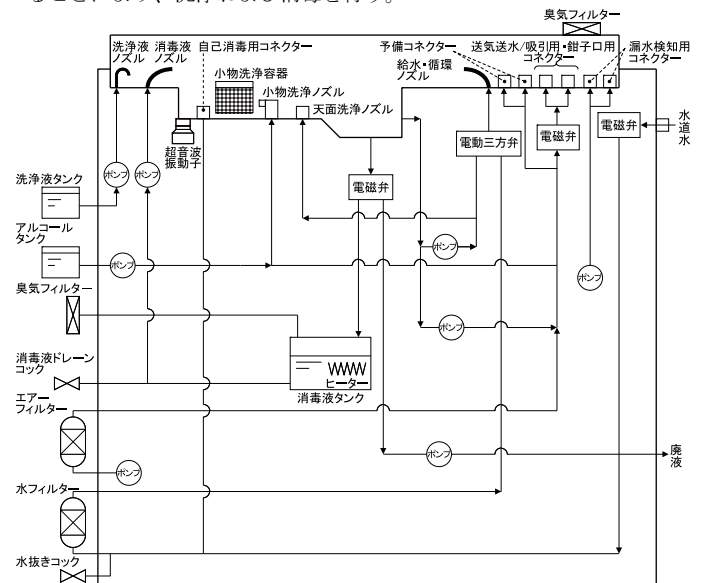 ることにより、洗浄および消毒を行う。
臭気フィルター
洗浄液
ノズル
消毒液
ノズル
自己消毒用コネクター
小物洗浄容器
小物洗浄ノズル
天面洗浄ノズル
超音波
振動子
予備コネクター
給水・循環
ノズル
送気送水/吸引用・鉗子口用
コネクター
漏水検知用
コネクター
電動三方弁
電磁弁
電磁弁
水道水
ポンプ
ポンプ
電磁弁
洗浄液タンク
アルコール
タンク
ポンプ
ポンプ
ポンプ
臭気フィルター
ポンプ
消毒液ドレーン
コック
ヒーター
消毒液タンク
エアー
フィルター
ポンプ
ポンプ
廃液
水フィルター
水抜きコック